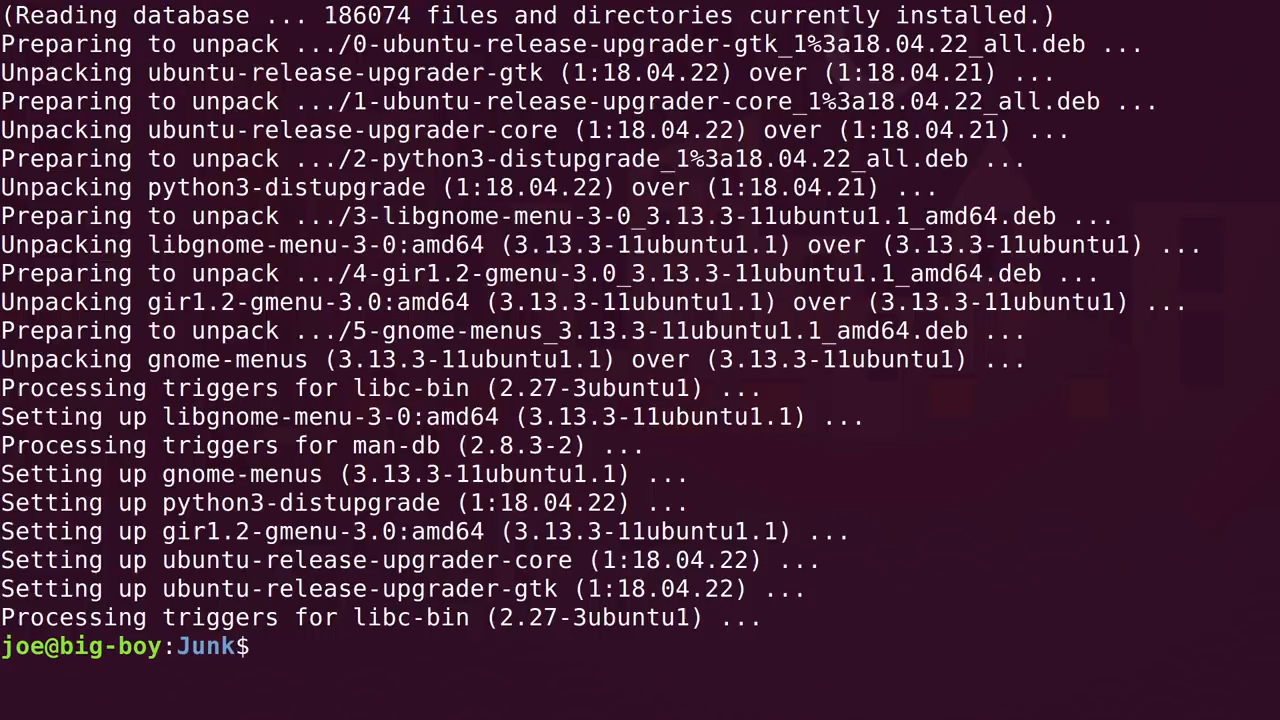 (Reading database ... 186074 files and directories currently installed.)
Preparing to unpack .../0-ubuntu-release-upgrader-gtk_1%3a18.04.22_all.deb ...
Unpacking ubuntu-release-upgrader-gtk (1:18.04.22) over (1:18.04.21) ...
Preparing to unpack .../1-ubuntu-release-upgrader-core_1%3a18.04.22_all.deb ...
Unpacking ubuntu-release-upgrader-core (1:18.04.22) over (1:18.04.21) ...
Preparing to unpack .../2-python3-distupgrade_1%3a18.04.22_all.deb ...
Unpacking python3-distupgrade (1:18.04.22) over (1:18.04.21) ...
Preparing to unpack .../3-libgnome-menu-3-0_3.13.3-11ubuntu1.1_amd64.deb ...
Unpacking libgnome-menu-3-0:amd64 (3.13.3-11ubuntu1.1) over (3.13.3-11ubuntu1) ...
Preparing to unpack .../4-gir1.2-gmenu-3.0_3.13.3-11ubuntu1.1_amd64.deb ...
Unpacking gir1.2-gmenu-3.0:amd64 (3.13.3-11ubuntu1.1) over (3.13.3-11ubuntu1) ...
Preparing to unpack .../5-gnome-menus_3.13.3-11ubuntu1.1_amd64.deb ...
Unpacking gnome-menus (3.13.3-11ubuntu1.1) over (3.13.3-11ubuntu1) ...
Processing triggers for libc-bin (2.27-3ubuntu1) ...
Setting up libgnome-menu-3-0:amd64 (3.13.3-11ubuntu1.1) ...
Processing triggers for man-db (2.8.3-2) ...
Setting up gnome-menus (3.13.3-11ubuntu1.1) ...
Setting up python3-distupgrade (1:18.04.22) ...
Setting up gir1.2-gmenu-3.0:amd64 (3.13.3-11ubuntu1.1) ...
Setting up ubuntu-release-upgrader-core (1:18.04.22) ...
Setting up ubuntu-release-upgrader-gtk (1:18.04.22) ...
Processing triggers for libc-bin (2.27-3ubuntu1) ...
joe@big-boy:Junk$